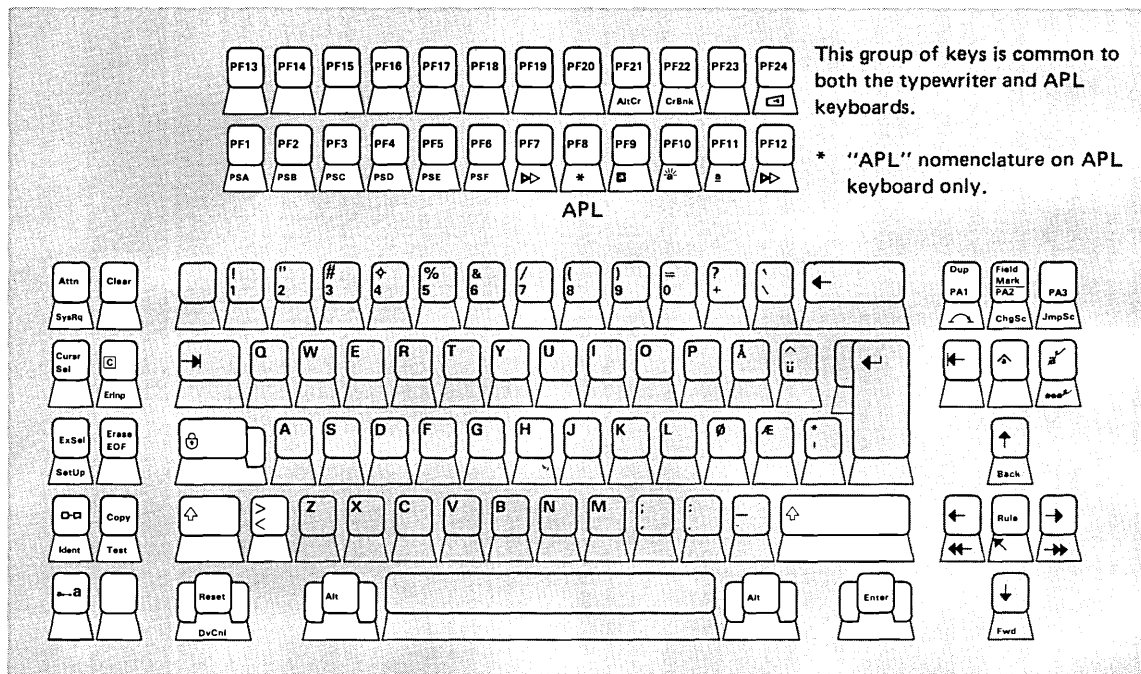 PF13 PF14 PF15 PF16 PF17 PF18 PF19 PF20 PF21 PF22 PF23 PF24
AltCr CrBnk
This group of keys is common to
both the typewriter and APL
keyboards.
PF1 PF2 PF3 PF4 PF5 PF6 PF7 PF8 PF9 PF10 PF11 PF12
PSA PSB PSC PSD PSE PSF * a a
* "APL" nomenclature on APL
keyboard only.
APL
Attn Clear ! " # % & / ( ) = ? ` Dup Field
Mark
1 2 3 4 5 6 7 8 9 0 + \ PA1 PA2 PA3
SysRq ChgSc JmpSc
Cursr
Sel C Q W E R T Y U I O P Å ^ ü a
ErInp
ExSel Erase
EOF A S D F G H J K L Ø Æ * '
SetUp Back
Copy > < Z X C V B N M ; , : . _ - Rule
Ident Test
a a Reset Alt Alt Enter
DvCnl Fwd